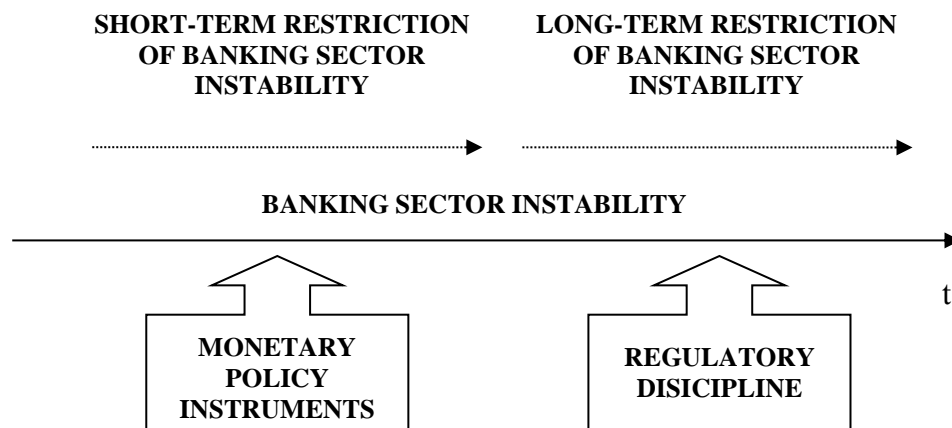 SHORT-TERM RESTRICTION
OF BANKING SECTOR
INSTABILITY
LONG-TERM RESTRICTION
OF BANKING SECTOR
INSTABILITY
BANKING SECTOR INSTABILITY
t
MONETARY
POLICY
INSTRUMENTS
REGULATORY
DISICIPLINE